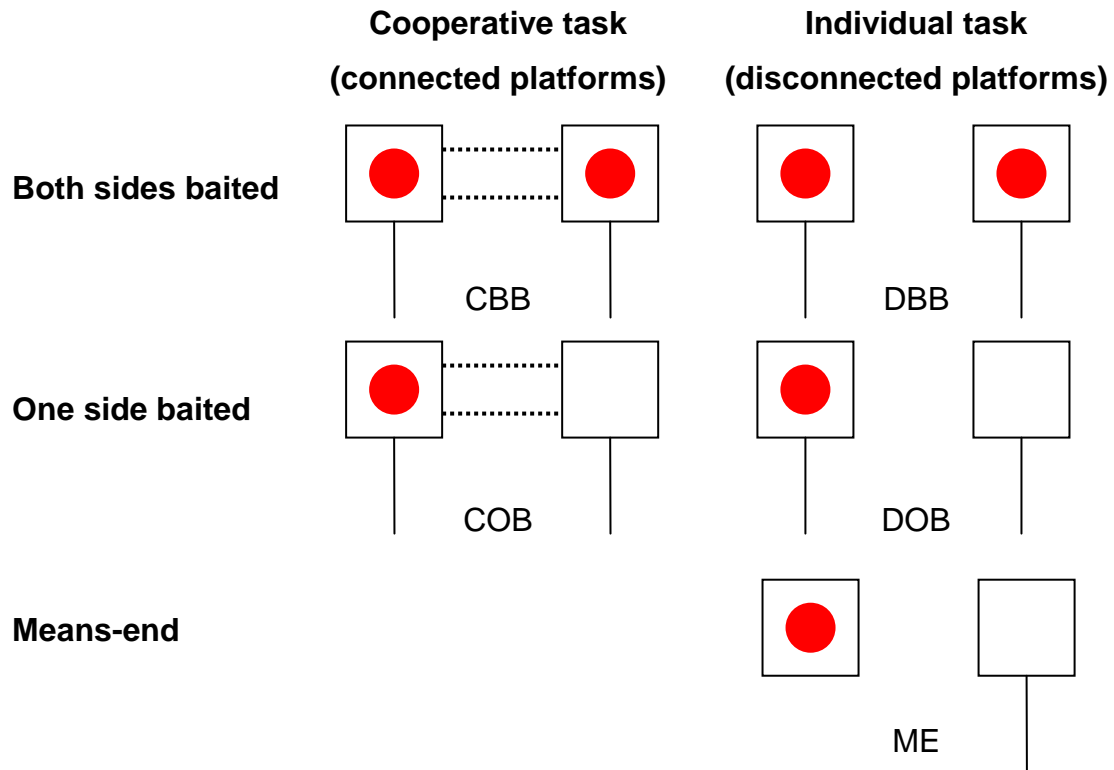 Cooperative task
(connected platforms)
Individual task
(disconnected platforms)
Both sides baited
CBB
DBB
One side baited
COB
DOB
Means-end
ME